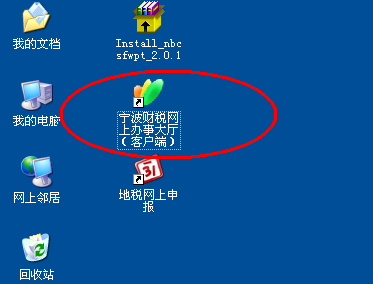 我的文档
Install_nbc
sfwpt_2.0.1
我的电脑
宁波财税网
上办事大厅
（客户端）
网上邻居
31
地税网上申
报
回收站